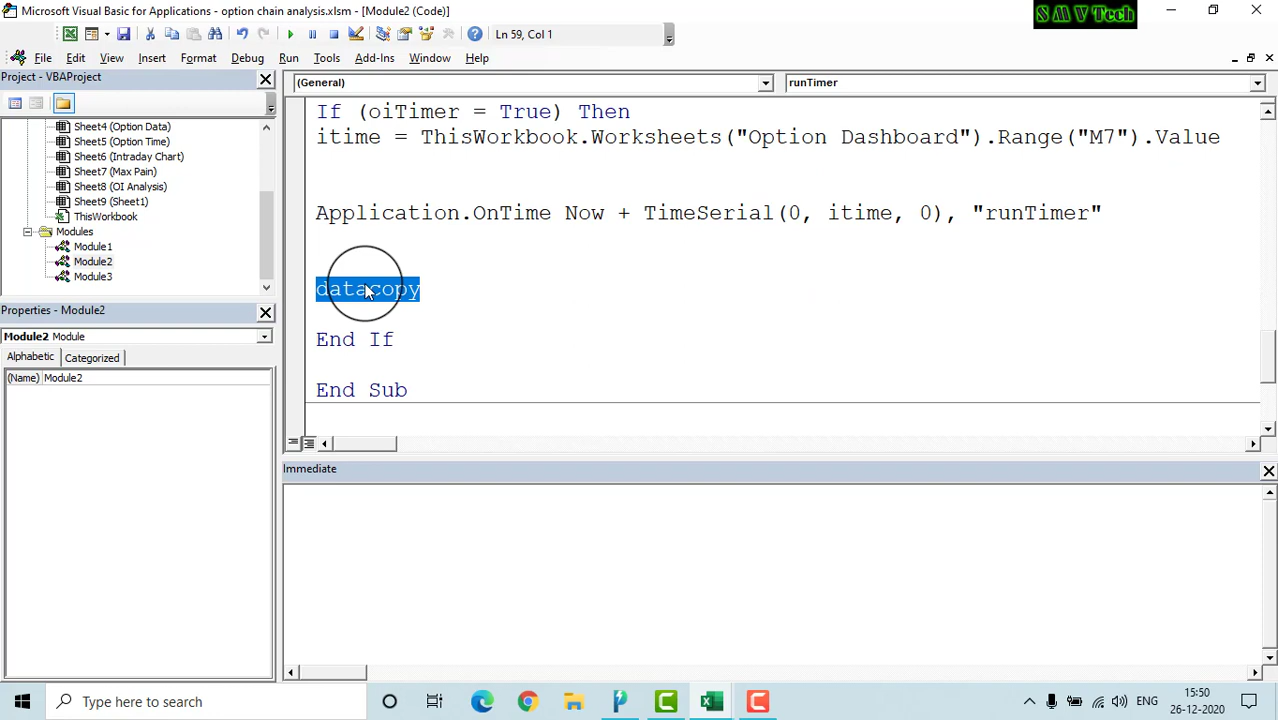 Microsoft Visual Basic for Applications - option chain analysis.xlsm - [Module2 (Code)]
S M V Tech
Ln 59, Col 1
File Edit View Insert Format Debug Run Tools Add-Ins Window Help
Project - VBAProject
Sheet4 (Option Data)
Sheet5 (Option Time)
Sheet6 (Intraday Chart)
Sheet7 (Max Pain)
Sheet8 (OI Analysis)
Sheet9 (Sheet1)
ThisWorkbook
Modules
Module1
Module2
Module3
Properties - Module2
Module2 Module
Alphabetic Categorized
(Name) Module2
(General) runTimer
If (oiTimer = True) Then
itime = ThisWorkbook.Worksheets("Option Dashboard").Range("M7").Value
Application.OnTime Now + TimeSerial(0, itime, 0), "runTimer"
datacopy
End If
End Sub
Immediate
Type here to search
ENG
15:50
26-12-2020